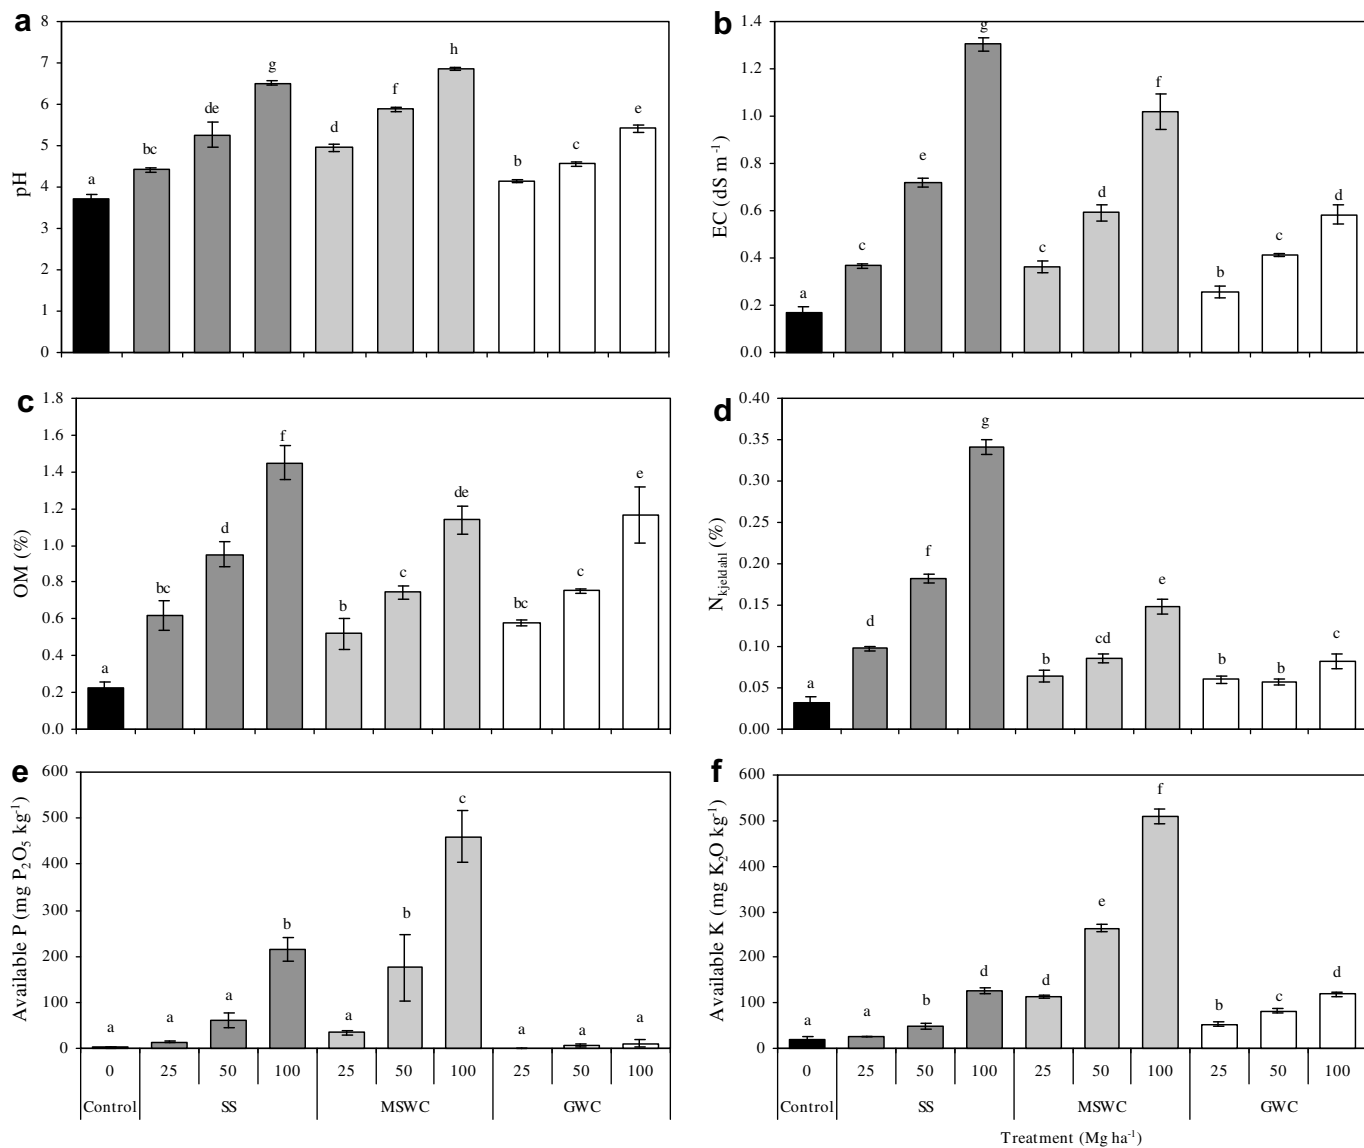 a
pH
8
7
6
5
4
3
2
1
0
a
bc
de
g
d
f
h
b
c
e
b
EC (dS m⁻¹)
1.4
1.2
1.0
0.8
0.6
0.4
0.2
0.0
a
c
e
g
c
d
f
b
c
d
c
OM (%)
1.8
1.6
1.4
1.2
1.0
0.8
0.6
0.4
0.2
0.0
a
bc
d
f
b
c
de
bc
c
e
d
N kjeldahl (%)
0.40
0.35
0.30
0.25
0.20
0.15
0.10
0.05
0.00
a
d
f
g
b
cd
e
b
b
c
e
Available P (mg P₂O₅ kg⁻¹)
600
500
400
300
200
100
0
a
a
a
b
a
b
c
a
a
a
0 25 50 100 25 50 100 25 50 100
Control SS MSWC GWC
f
Available K (mg K₂O kg⁻¹)
600
500
400
300
200
100
0
a
a
b
d
d
e
f
b
c
d
0 25 50 100 25 50 100 25 50 100
Control SS MSWC GWC
Treatment (Mg ha⁻¹)